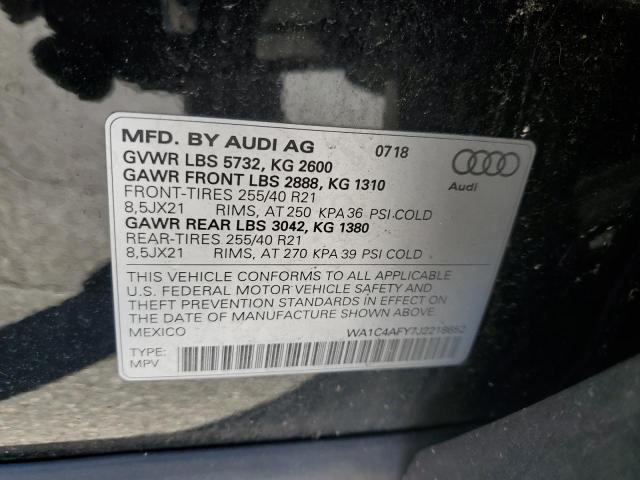 MFD. BY AUDI AG 0718
GVWR LBS 5732, KG 2600
GAWR FRONT LBS 2888, KG 1310
FRONT-TIRES 255/40 R21
8,5JX21 RIMS, AT 250 KPA 36 PSI COLD
GAWR REAR LBS 3042, KG 1380
REAR-TIRES 255/40 R21
8,5JX21 RIMS, AT 270 KPA 39 PSI COLD
Audi
THIS VEHICLE CONFORMS TO ALL APPLICABLE
U.S. FEDERAL MOTOR VEHICLE SAFETY AND
THEFT PREVENTION STANDARDS IN EFFECT ON
THE DATE OF MANUFACTURE SHOWN ABOVE.
MEXICO
TYPE:
MPV